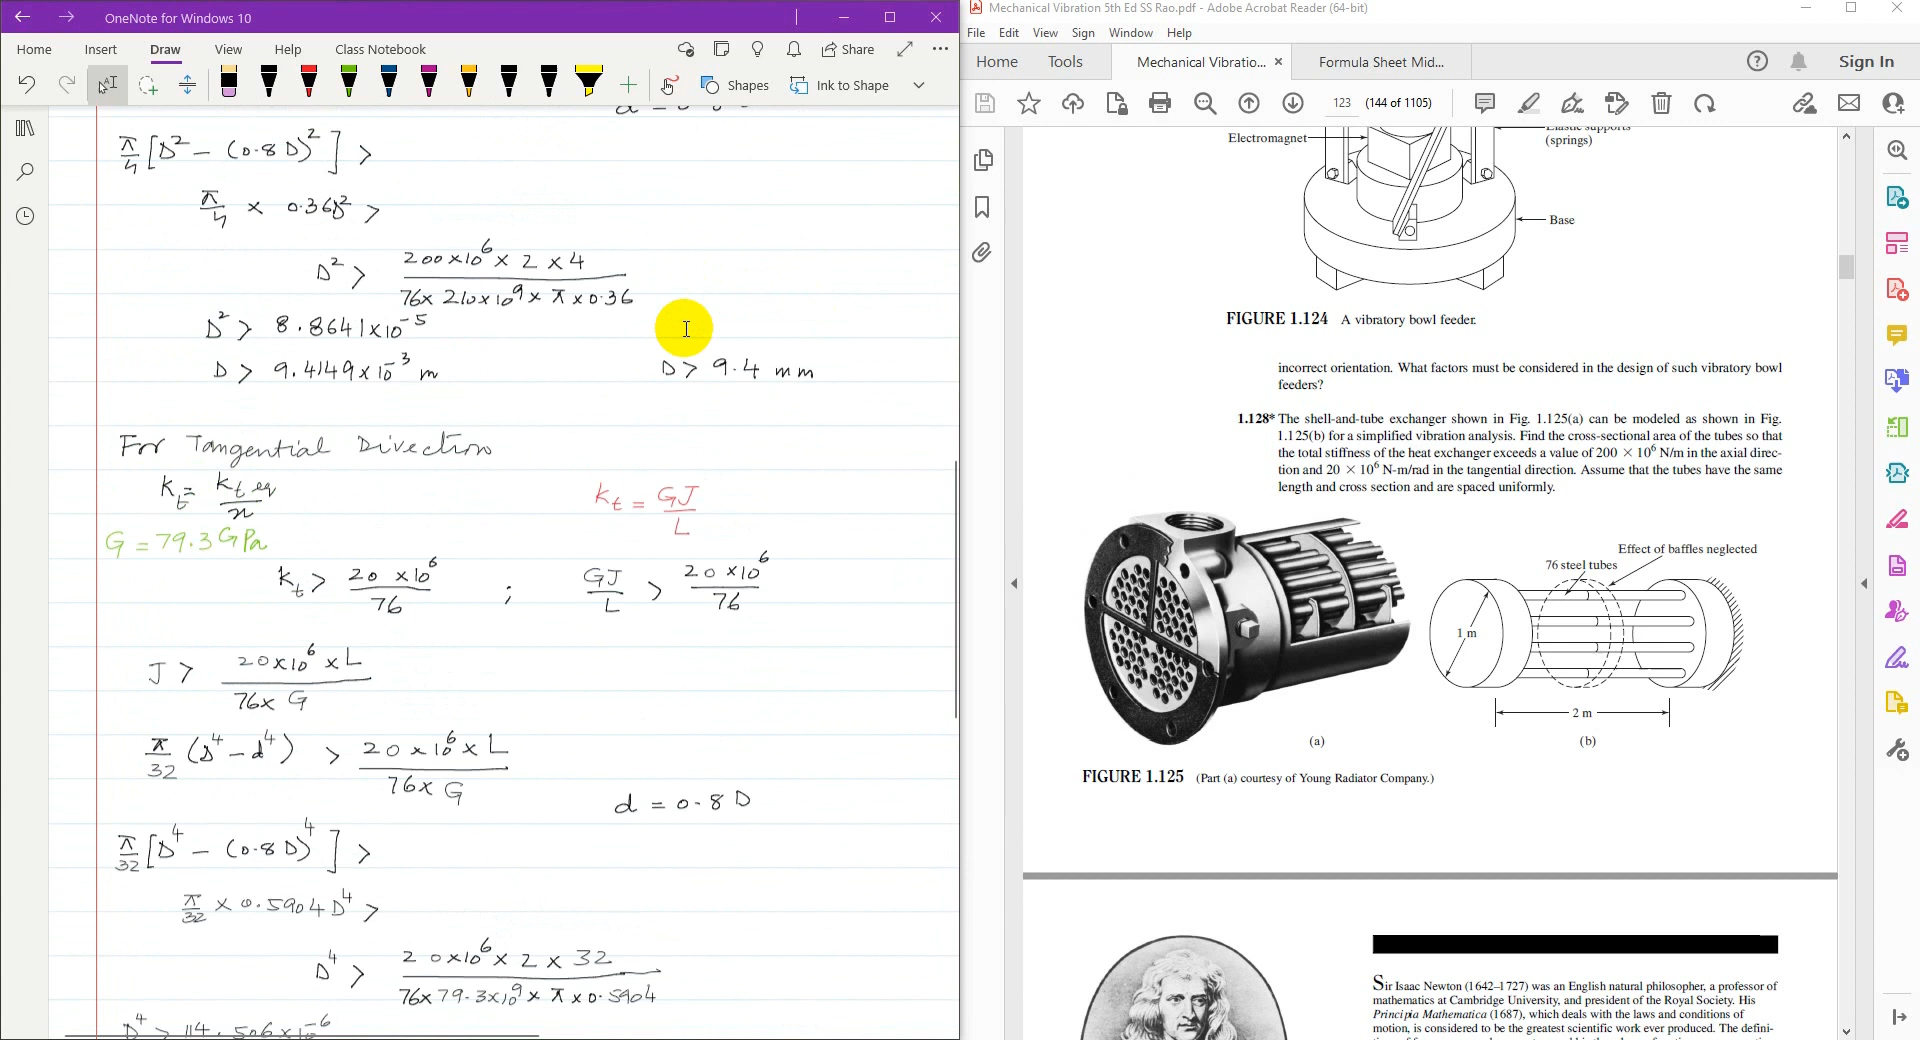 OneNote for Windows 10
Home Insert Draw View Help Class Notebook Share
Shapes Ink to Shape
π/4 [D² - (0.8 D)²] >
π/4 × 0.36D² >
D² > 200×10⁶ × 2 × 4 / 76× 210×10⁹ × π × 0.36
D² > 8.8641×10⁻⁵
D > 9.4149×10⁻³ m D > 9.4 mm
For Tangential Direction
Kt = Kt eq / n kt = GJ / L
G = 79.3 GPa
Kt > 20 ×10⁶ / 76 ; GJ / L > 20 ×10⁶ / 76
J > 20×10⁶ × L / 76× G
π/32 (D⁴ - d⁴) > 20 ×10⁶ × L / 76× G
d = 0.8 D
π/32 [D⁴ - (0.8 D)⁴] >
π/32 × 0.5904 D⁴ >
D⁴ > 20×10⁶ × 2 × 32 / 76×79.3×10⁹ × π × 0.5904
D⁴ > 114.506×10⁻⁶
Mechanical Vibration 5th Ed SS Rao.pdf - Adobe Acrobat Reader (64-bit)
File Edit View Sign Window Help
Home Tools Mechanical Vibratio... × Formula Sheet Mid... Sign In
123 (144 of 1105)
Electromagnet
Elastic supports
(springs)
Base
FIGURE 1.124 A vibratory bowl feeder.
incorrect orientation. What factors must be considered in the design of such vibratory bowl
feeders?
1.128* The shell-and-tube exchanger shown in Fig. 1.125(a) can be modeled as shown in Fig.
1.125(b) for a simplified vibration analysis. Find the cross-sectional area of the tubes so that
the total stiffness of the heat exchanger exceeds a value of 200 × 10⁶ N/m in the axial direc-
tion and 20 × 10⁶ N-m/rad in the tangential direction. Assume that the tubes have the same
length and cross section and are spaced uniformly.
Effect of baffles neglected
76 steel tubes
1 m
2 m
(a) (b)
FIGURE 1.125 (Part (a) courtesy of Young Radiator Company.)
Sir Isaac Newton (1642–1727) was an English natural philosopher, a professor of
mathematics at Cambridge University, and president of the Royal Society. His
Principia Mathematica (1687), which deals with the laws and conditions of
motion, is considered to be the greatest scientific work ever produced. The defini-